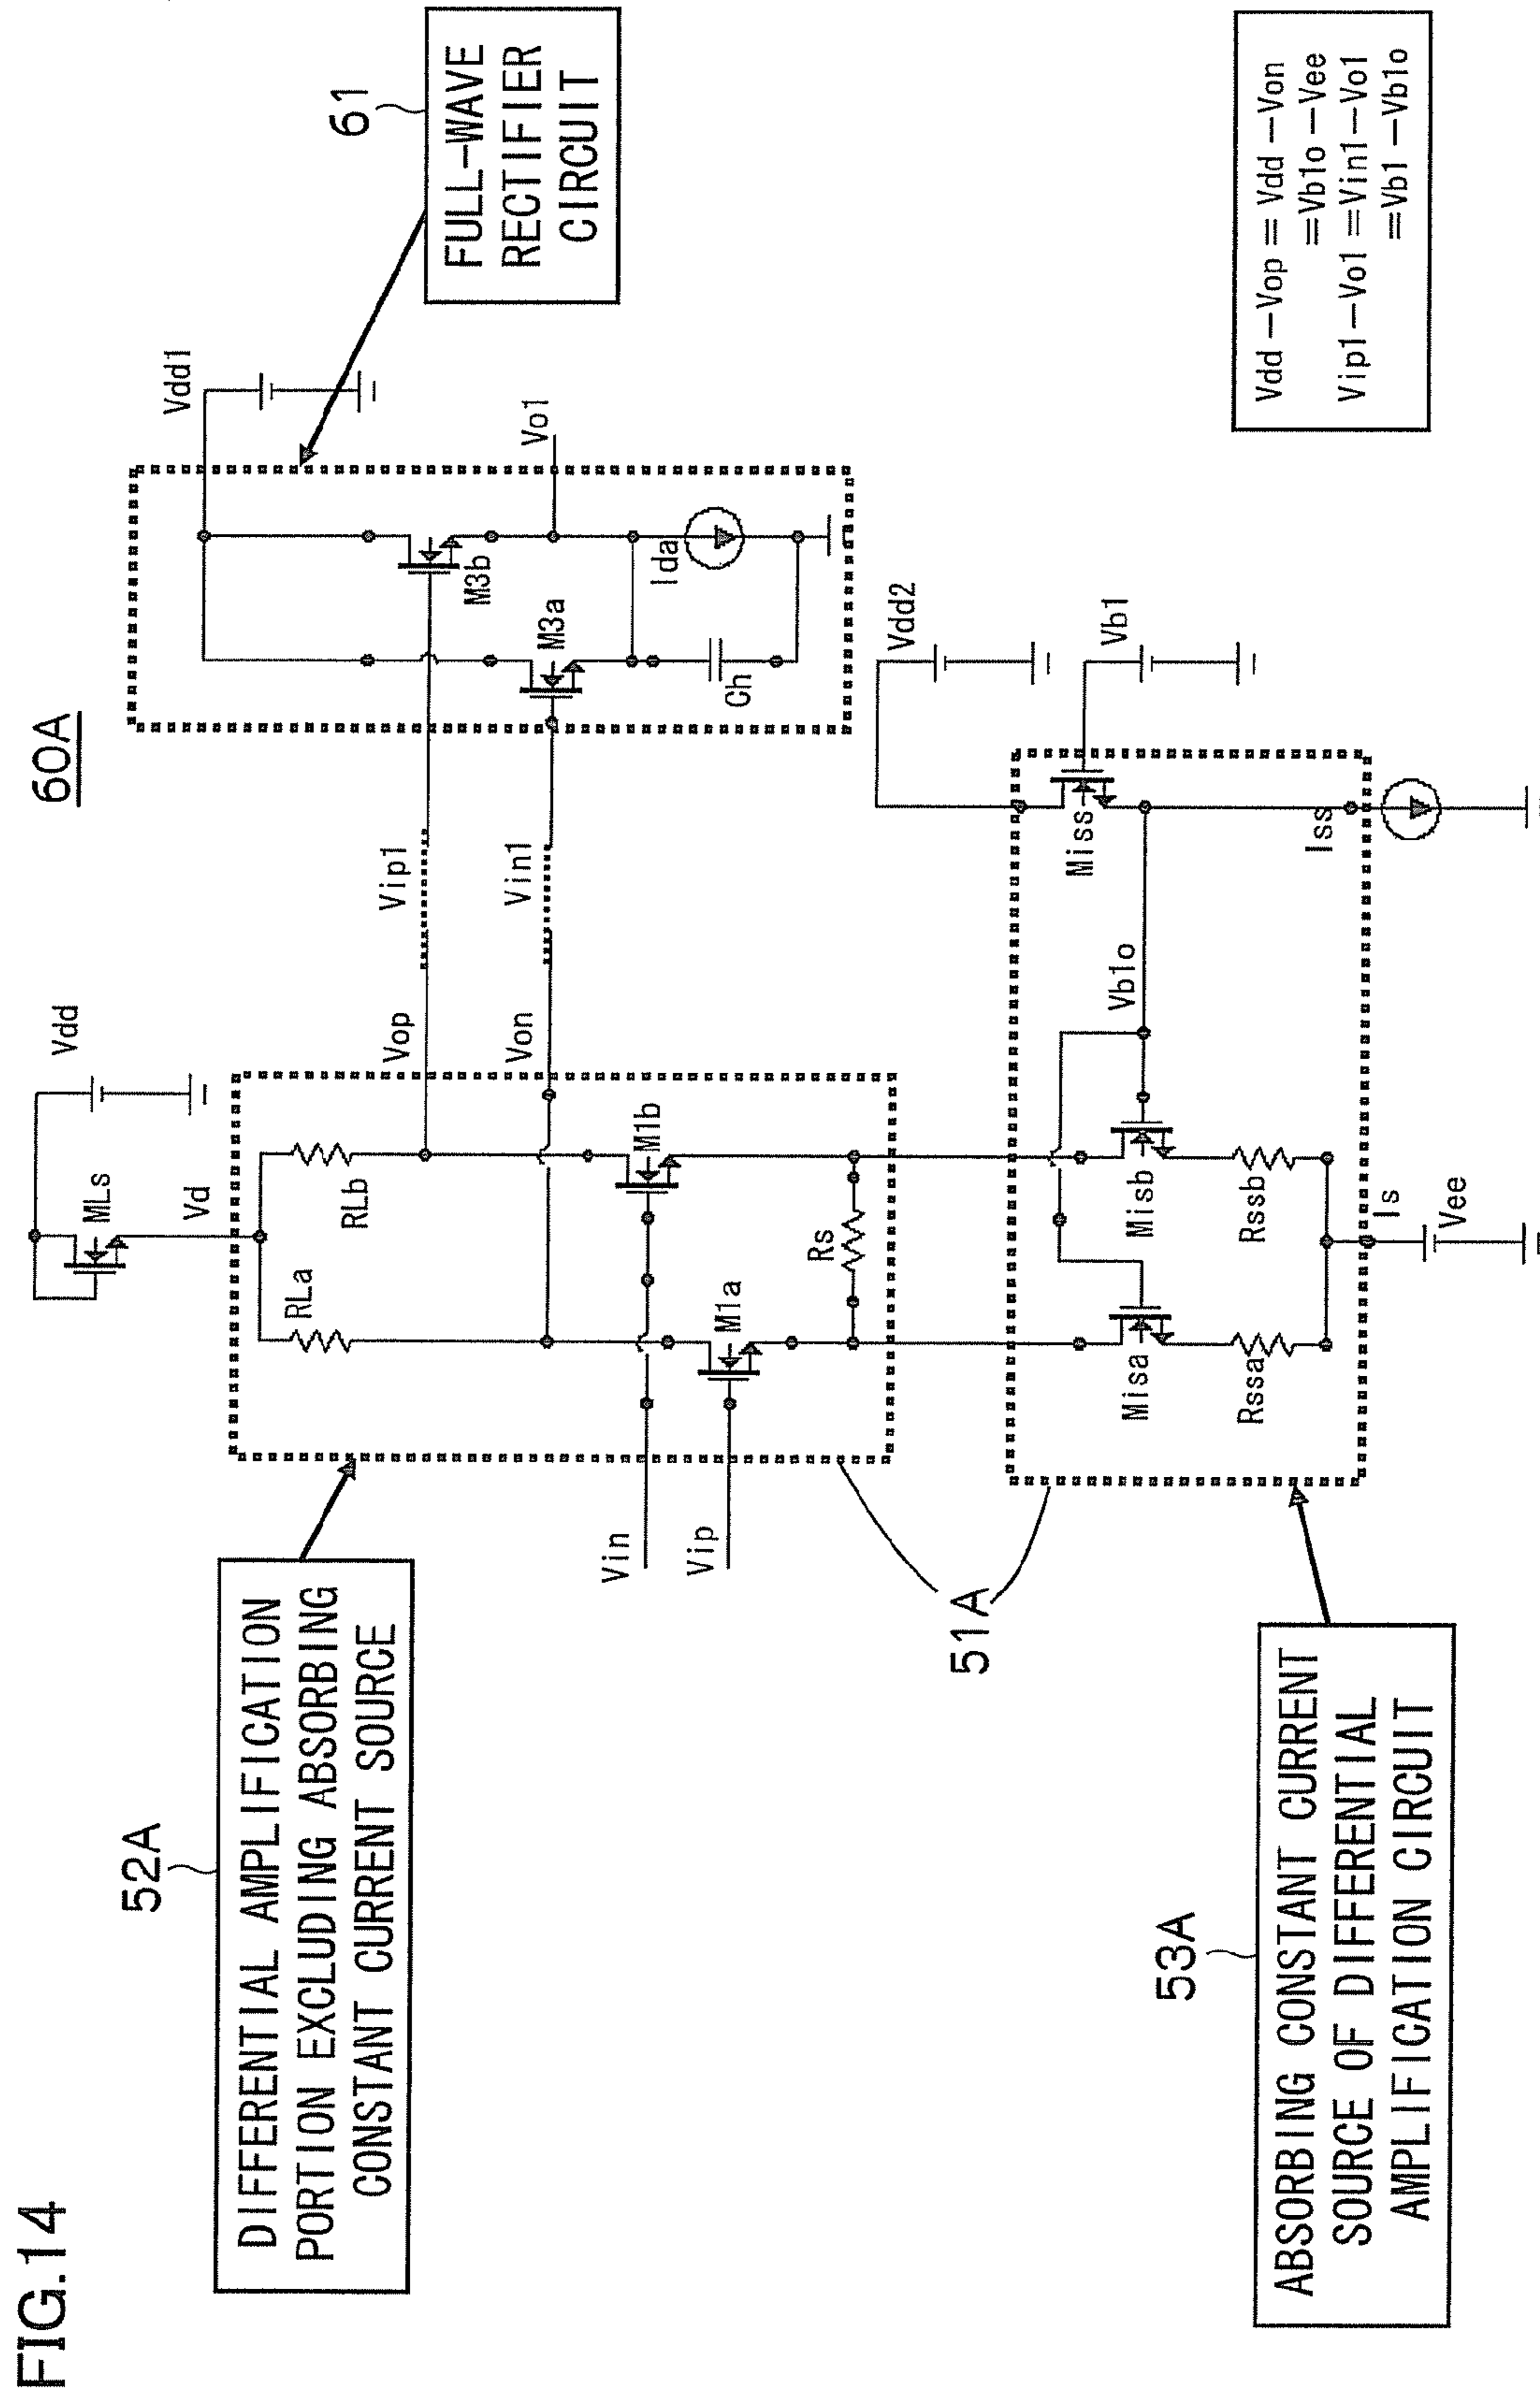 FIG.14
60A
52A
DIFFERENTIAL AMPLIFICATION
PORTION EXCLUDING ABSORBING
CONSTANT CURRENT SOURCE
Vdd
MLs
Vd
RLa
RLb
Vop
Von
Vip1
Vin1
M1b
M1a
Vin
Vip
Rs
51A
Vdd1
M3b
M3a
Vo1
Ida
Ch
61
FULL-WAVE
RECTIFIER
CIRCUIT
53A
ABSORBING CONSTANT CURRENT
SOURCE OF DIFFERENTIAL
AMPLIFICATION CIRCUIT
Vdd2
Miss
Vb1
Vb1o
Iss
Misa
Misb
Rssa
Rssb
Is
Vee
Vdd-Vop=Vdd-Von
=Vb1o-Vee
Vip1-Vo1=Vin1-Vo1
=Vb1-Vb1o